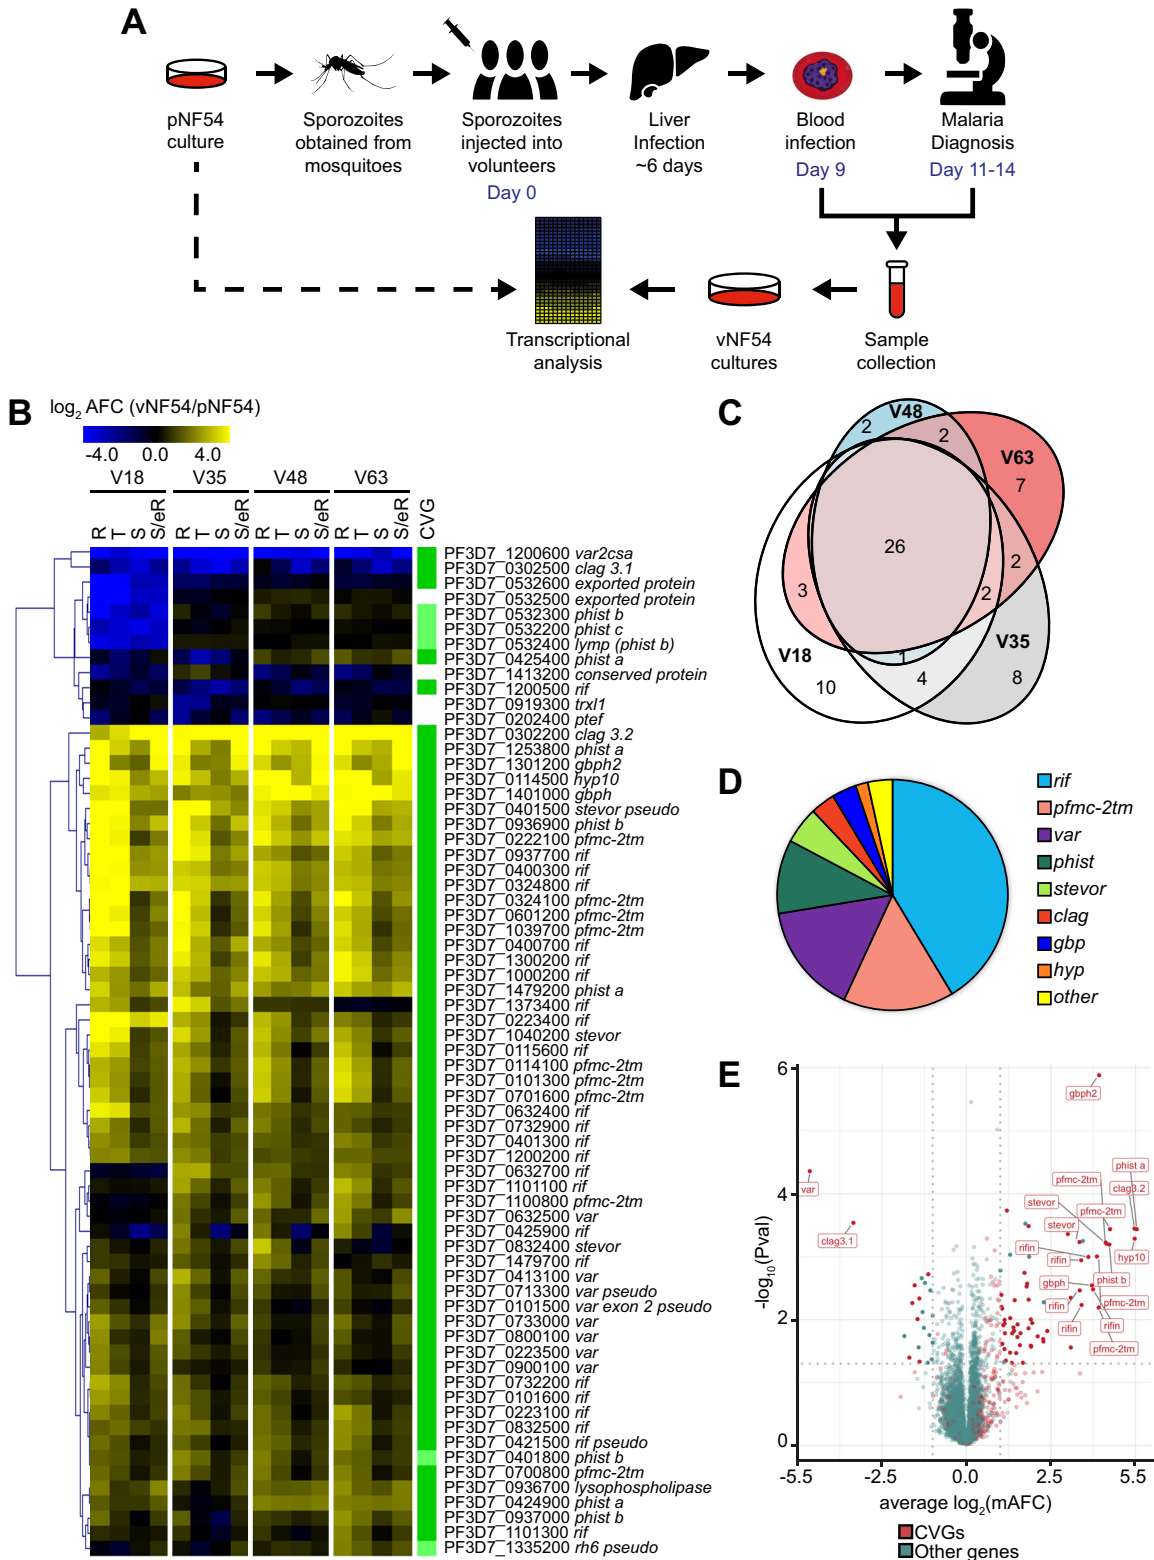 A
pNF54
culture
Sporozoites
obtained from
mosquitoes
Sporozoites
injected into
volunteers
Day 0
Liver
Infection
~6 days
Blood
infection
Day 9
Malaria
Diagnosis
Day 11-14
Transcriptional
analysis
vNF54
cultures
Sample
collection
B
log2 AFC (vNF54/pNF54)
-4.0 0.0 4.0
V18 V35 V48 V63
R T S S/eR R T S S/eR R T S S/eR R T S S/eR CVG
PF3D7_1200600 var2csa
PF3D7_0302500 clag 3.1
PF3D7_0532600 exported protein
PF3D7_0532500 exported protein
PF3D7_0532300 phist b
PF3D7_0532200 phist c
PF3D7_0532400 lymp (phist b)
PF3D7_0425400 phist a
PF3D7_1413200 conserved protein
PF3D7_1200500 rif
PF3D7_0919300 trxl1
PF3D7_0202400 ptef
PF3D7_0302200 clag 3.2
PF3D7_1253800 phist a
PF3D7_1301200 gbph2
PF3D7_0114500 hyp10
PF3D7_1401000 gbph
PF3D7_0401500 stevor pseudo
PF3D7_0936900 phist b
PF3D7_0222100 pfmc-2tm
PF3D7_0937700 rif
PF3D7_0400300 rif
PF3D7_0324800 rif
PF3D7_0324100 pfmc-2tm
PF3D7_0601200 pfmc-2tm
PF3D7_1039700 pfmc-2tm
PF3D7_0400700 rif
PF3D7_1300200 rif
PF3D7_1000200 rif
PF3D7_1479200 phist a
PF3D7_1373400 rif
PF3D7_0223400 rif
PF3D7_1040200 stevor
PF3D7_0115600 rif
PF3D7_0114100 pfmc-2tm
PF3D7_0101300 pfmc-2tm
PF3D7_0701600 pfmc-2tm
PF3D7_0632400 rif
PF3D7_0732900 rif
PF3D7_0401300 rif
PF3D7_1200200 rif
PF3D7_0632700 rif
PF3D7_1101100 rif
PF3D7_1100800 pfmc-2tm
PF3D7_0632500 var
PF3D7_0425900 rif
PF3D7_0832400 stevor
PF3D7_1479700 rif
PF3D7_0413100 var
PF3D7_0713300 var pseudo
PF3D7_0101500 var exon 2 pseudo
PF3D7_0733000 var
PF3D7_0800100 var
PF3D7_0223500 var
PF3D7_0900100 var
PF3D7_0732200 rif
PF3D7_0101600 rif
PF3D7_0223100 rif
PF3D7_0832500 rif
PF3D7_0421500 rif pseudo
PF3D7_0401800 phist b
PF3D7_0700800 pfmc-2tm
PF3D7_0936700 lysophospholipase
PF3D7_0424900 phist a
PF3D7_0937000 phist b
PF3D7_1101300 rif
PF3D7_1335200 rh6 pseudo
C
V48
2
2
V63
7
26
2
3
2
V35
V18
1
10
4
8
D
rif
pfmc-2tm
var
phist
stevor
clag
gbp
hyp
other
E
-log10(Pval)
6
4
2
0
gbph2
phist a
pfmc-2tm
clag3.2
var
stevor
pfmc-2tm
stevor
clag3.1
rifin
hyp10
rifin
phist b
gbph
pfmc-2tm
rifin
rifin
rifin
pfmc-2tm
-5.5 -2.5 0.0 2.5 5.5
average log2(mAFC)
CVGs
Other genes